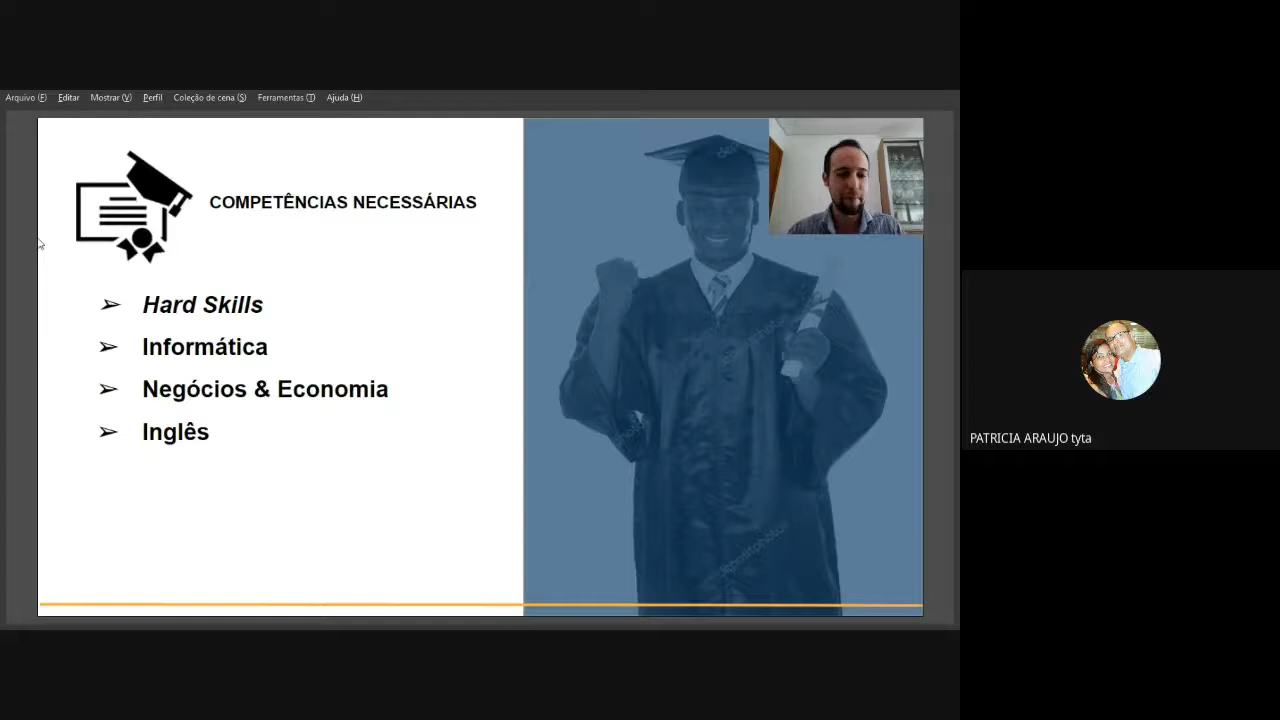 Arquivo (F) Editar Mostrar (V) Perfil Coleção de cena (S) Ferramentas (T) Ajuda (H)
COMPETÊNCIAS NECESSÁRIAS
➢ Hard Skills
➢ Informática
➢ Negócios & Economia
➢ Inglês
PATRICIA ARAUJO tyta